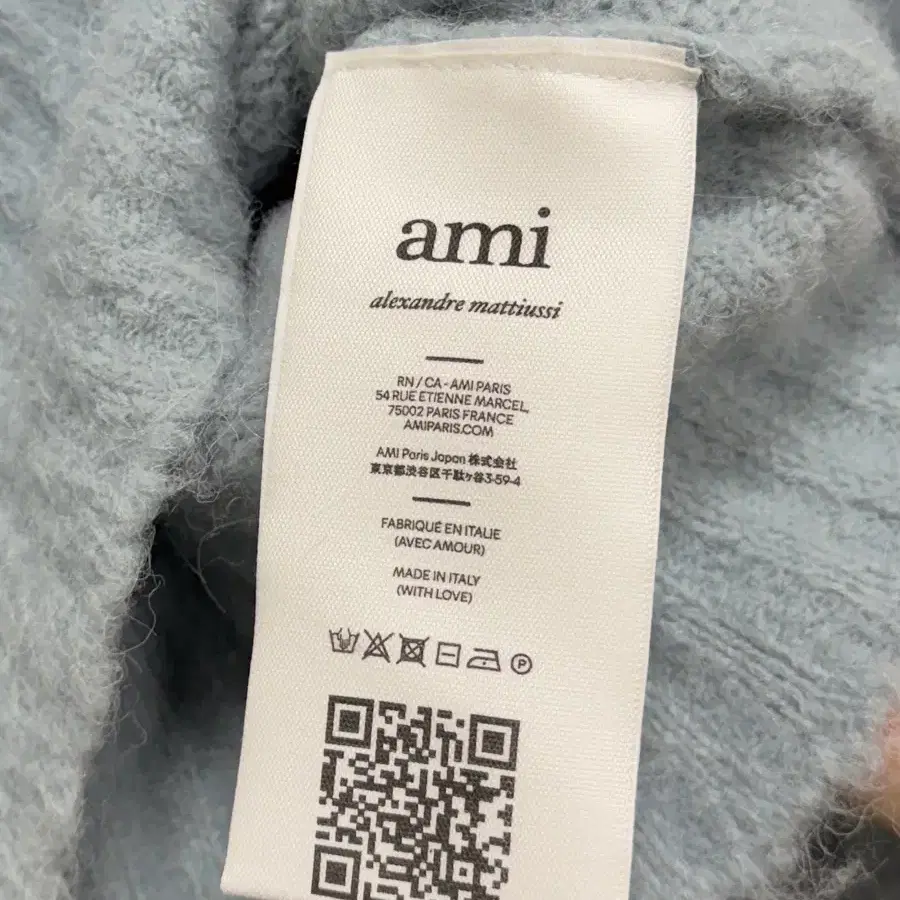 ami
alexandre mattiussi
RN / CA - AMI PARIS
54 RUE ETIENNE MARCEL,
75002 PARIS FRANCE
AMIPARIS.COM
AMI Paris Japan 株式会社
東京都渋谷区千駄ヶ谷3-59-4
FABRIQUÉ EN ITALIE
(AVEC AMOUR)
MADE IN ITALY
(WITH LOVE)
P